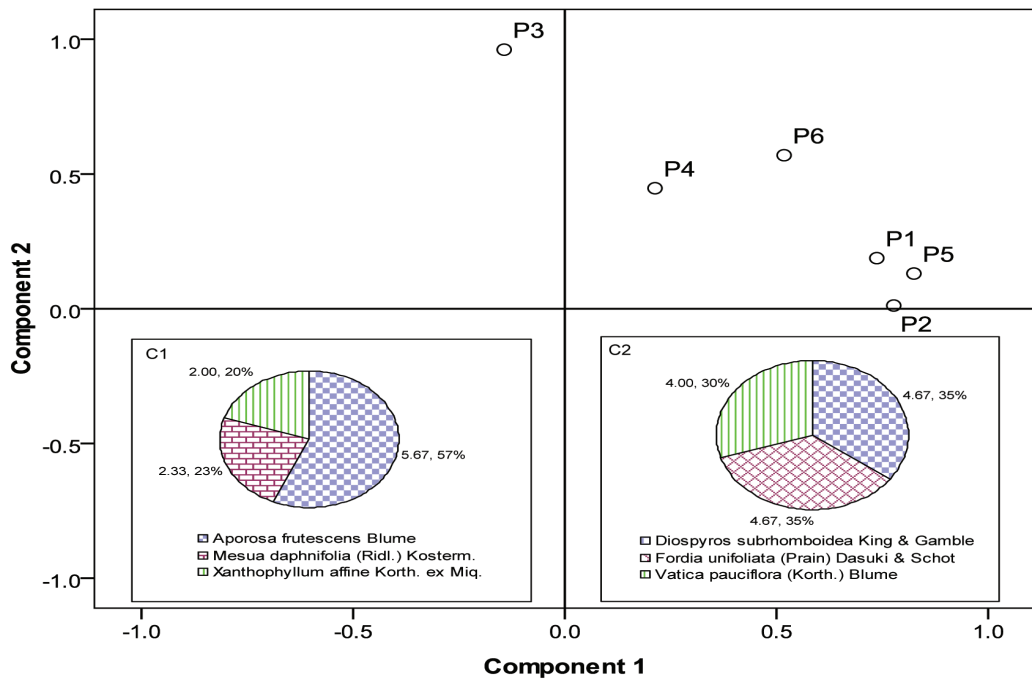 P3
1.0
P6
P4
0.5
P1
P5
0.0
P2
Component 2
C1
2.00, 20%
5.67, 57%
2.33, 23%
Aporosa frutescens Blume
Mesua daphnifolia (Ridl.) Kosterm.
Xanthophyllum affine Korth. ex Miq.
C2
4.00, 30%
4.67, 35%
4.67, 35%
Diospyros subrhomboidea King & Gamble
Fordia unifoliata (Prain) Dasuki & Schot
Vatica pauciflora (Korth.) Blume
-0.5
-1.0
-1.0
-0.5
0.0
0.5
1.0
Component 1